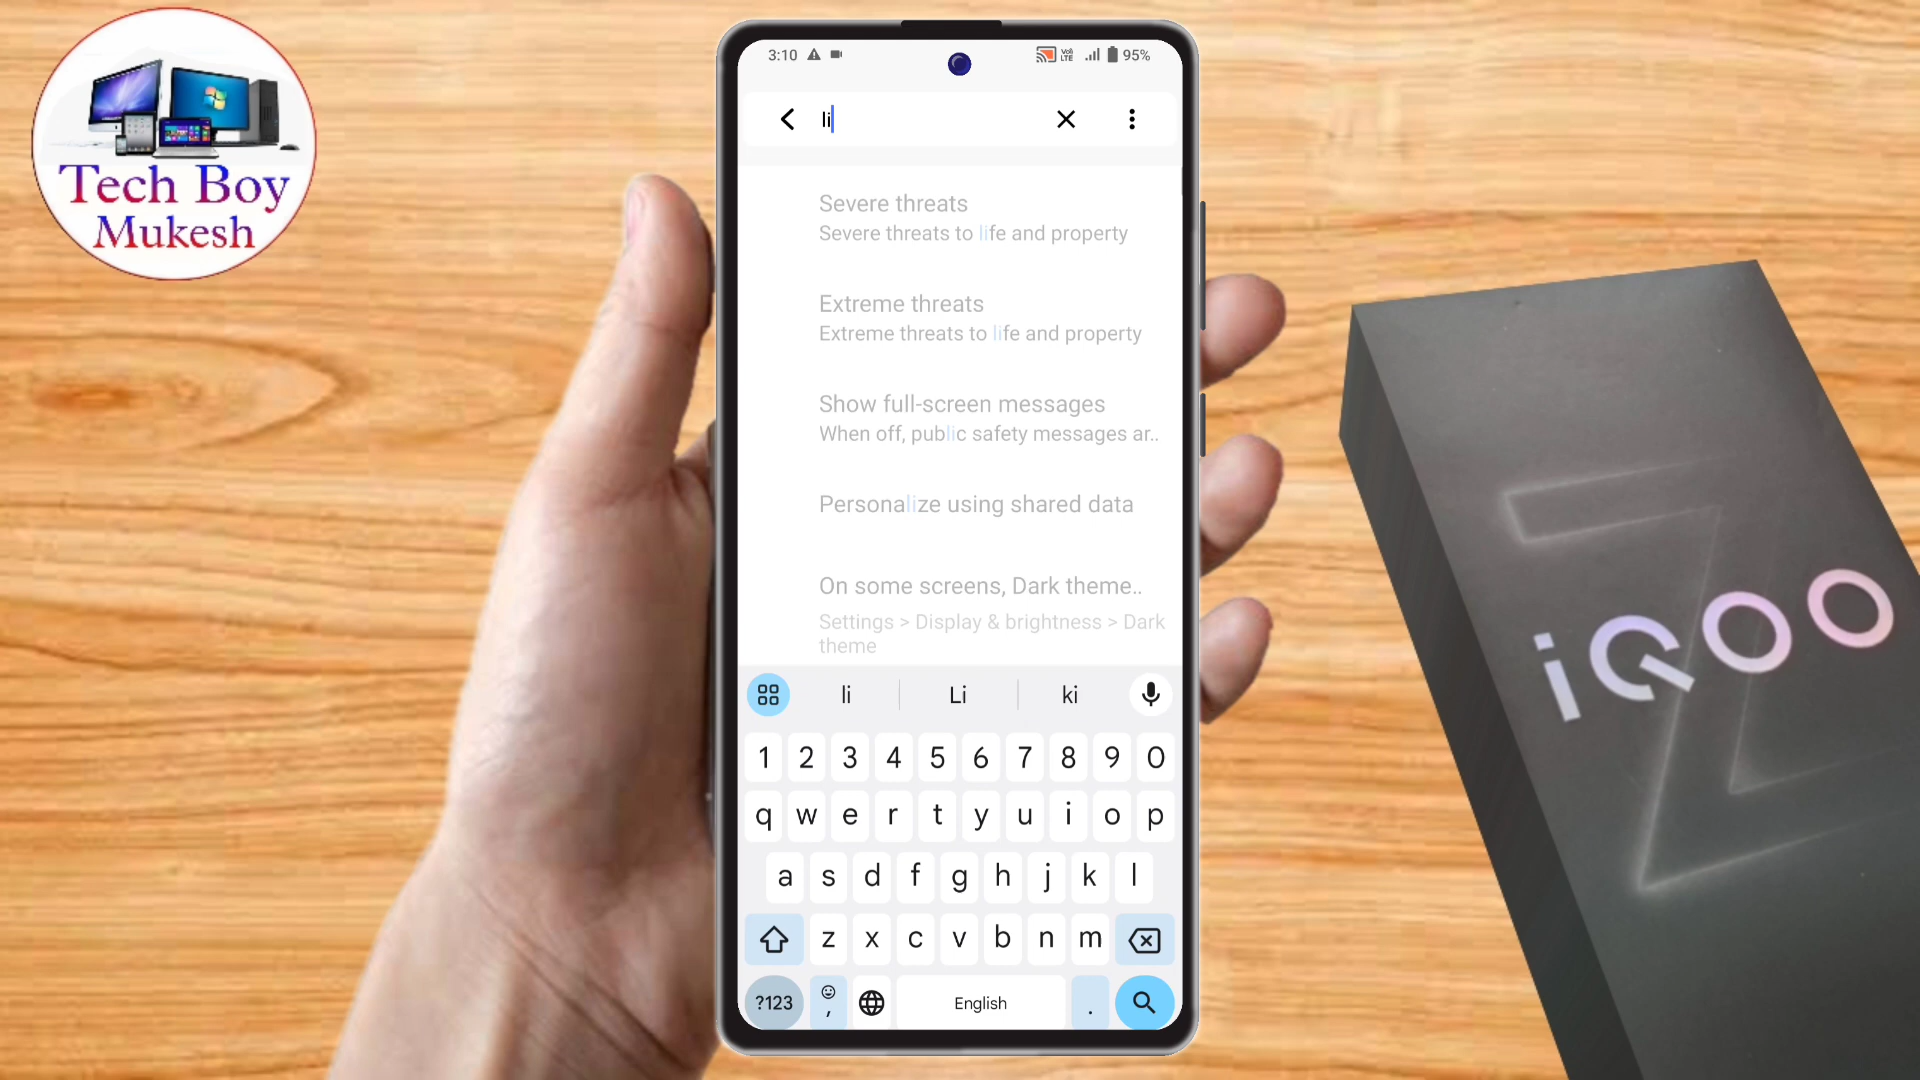 Tech Boy
Mukesh
3:10
Vo
LTE
95%
li
Severe threats
Severe threats to life and property
Extreme threats
Extreme threats to life and property
Show full-screen messages
When off, public safety messages ar..
Personalize using shared data
On some screens, Dark theme..
Settings > Display & brightness > Dark
theme
li Li ki
1 2 3 4 5 6 7 8 9 0
q w e r t y u i o p
a s d f g h j k l
z x c v b n m
?123 , English .
iQOO
Z